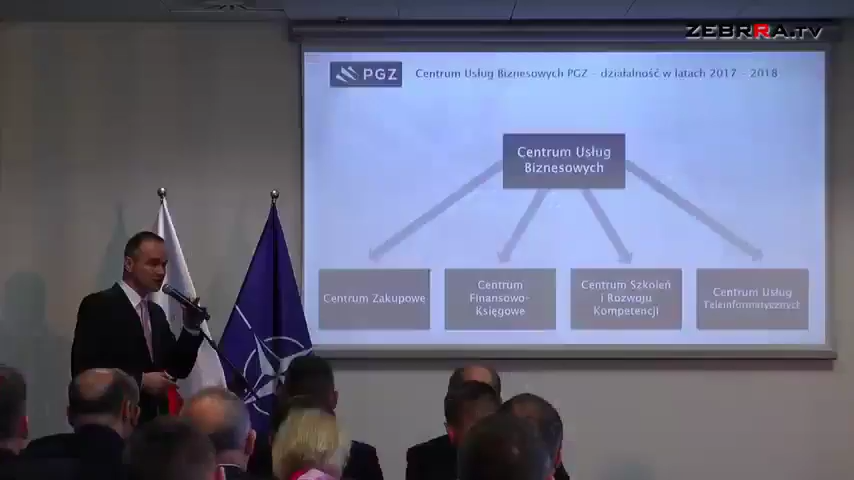 ZEBRRA.TV
PGZ
Centrum Usług Biznesowych PGZ – działalność w latach 2017 – 2018
Centrum Usług
Biznesowych
Centrum Zakupowe
Centrum
Finansowo-
Księgowe
Centrum Szkoleń
i Rozwoju
Kompetencji
Centrum Usług
Teleinformatycznych